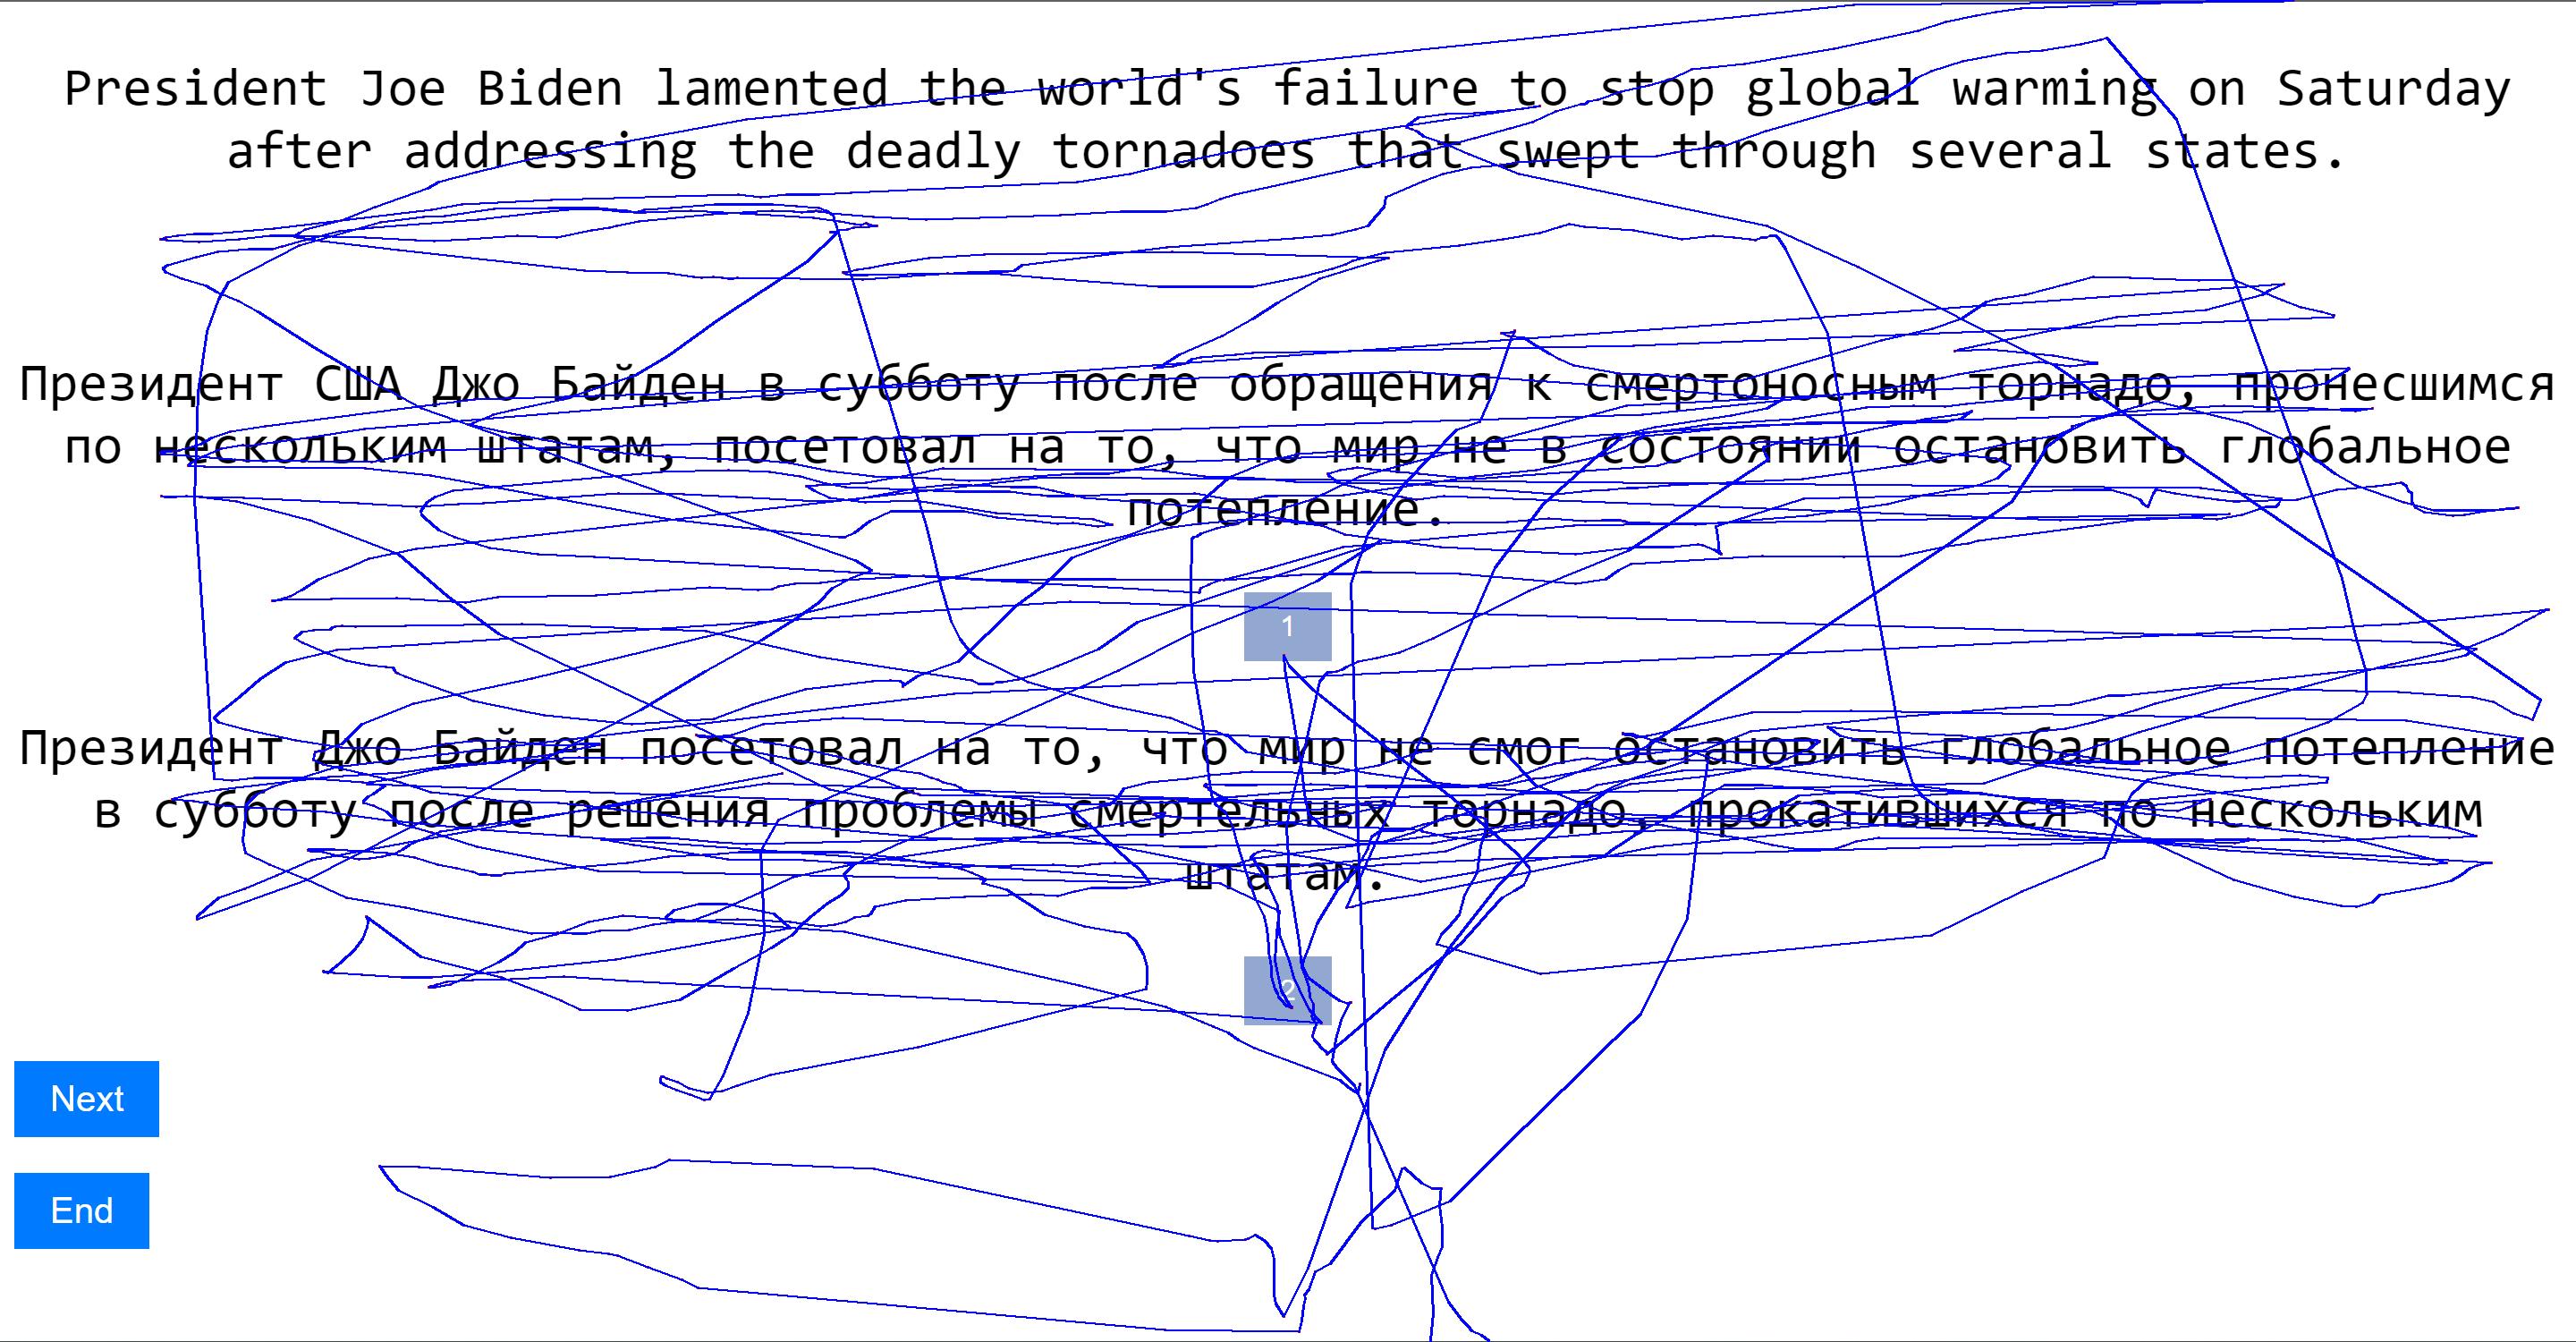 President Joe Biden lamented the world's failure to stop global warming on Saturday
after addressing the deadly tornadoes that swept through several states.
Президент США Джо Байден в субботу после обращения к смертоносным торнадо, пронесшимся
по нескольким штатам, посетовал на то, что мир не в состоянии остановить глобальное
потепление.
1
Президент Джо Байден посетовал на то, что мир не смог остановить глобальное потепление
в субботу после решения проблемы смертельных торнадо, прокатившихся по нескольким
штатам.
2
Next
End